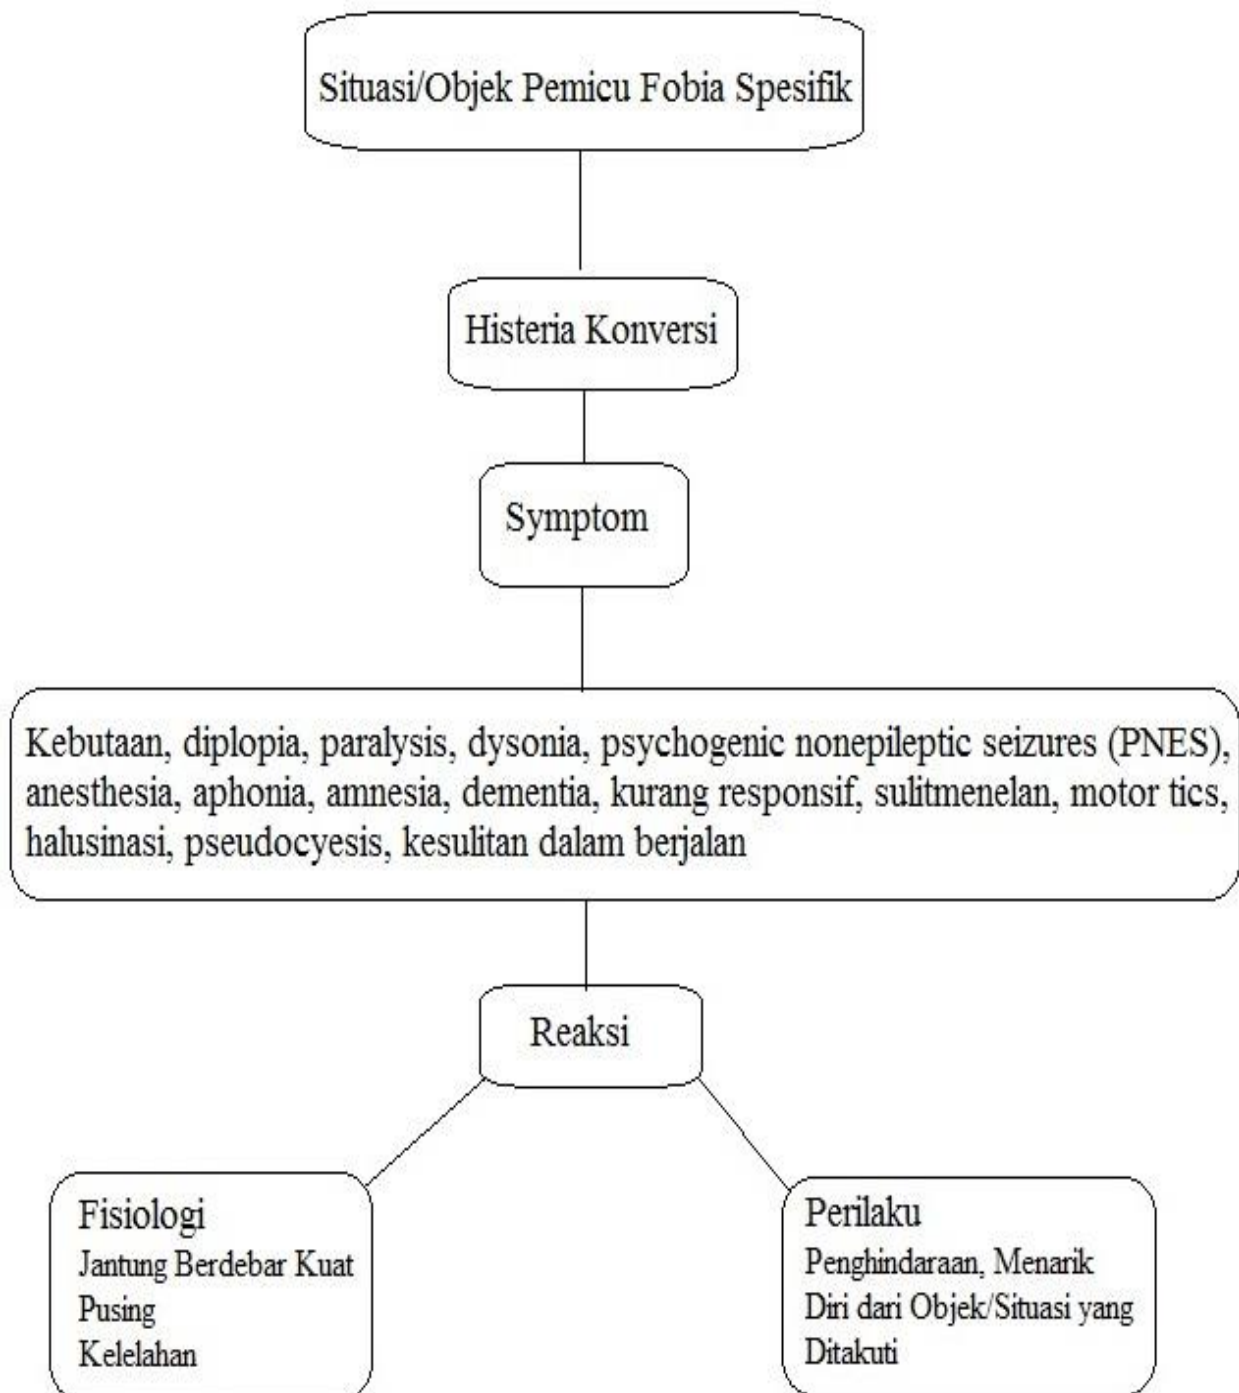 Situasi/Objek Pemicu Fobia Spesifik
Histeria Konversi
Symptom
Kebutaan, diplopia, paralysis, dysonia, psychogenic nonepileptic seizures (PNES),
anesthesia, aphonia, amnesia, dementia, kurang responsif, sulitmenelan, motor tics,
halusinasi, pseudocyesis, kesulitan dalam berjalan
Reaksi
Fisiologi
Jantung Berdebar Kuat
Pusing
Kelelahan
Perilaku
Penghindaraan, Menarik
Diri dari Objek/Situasi yang
Ditakuti